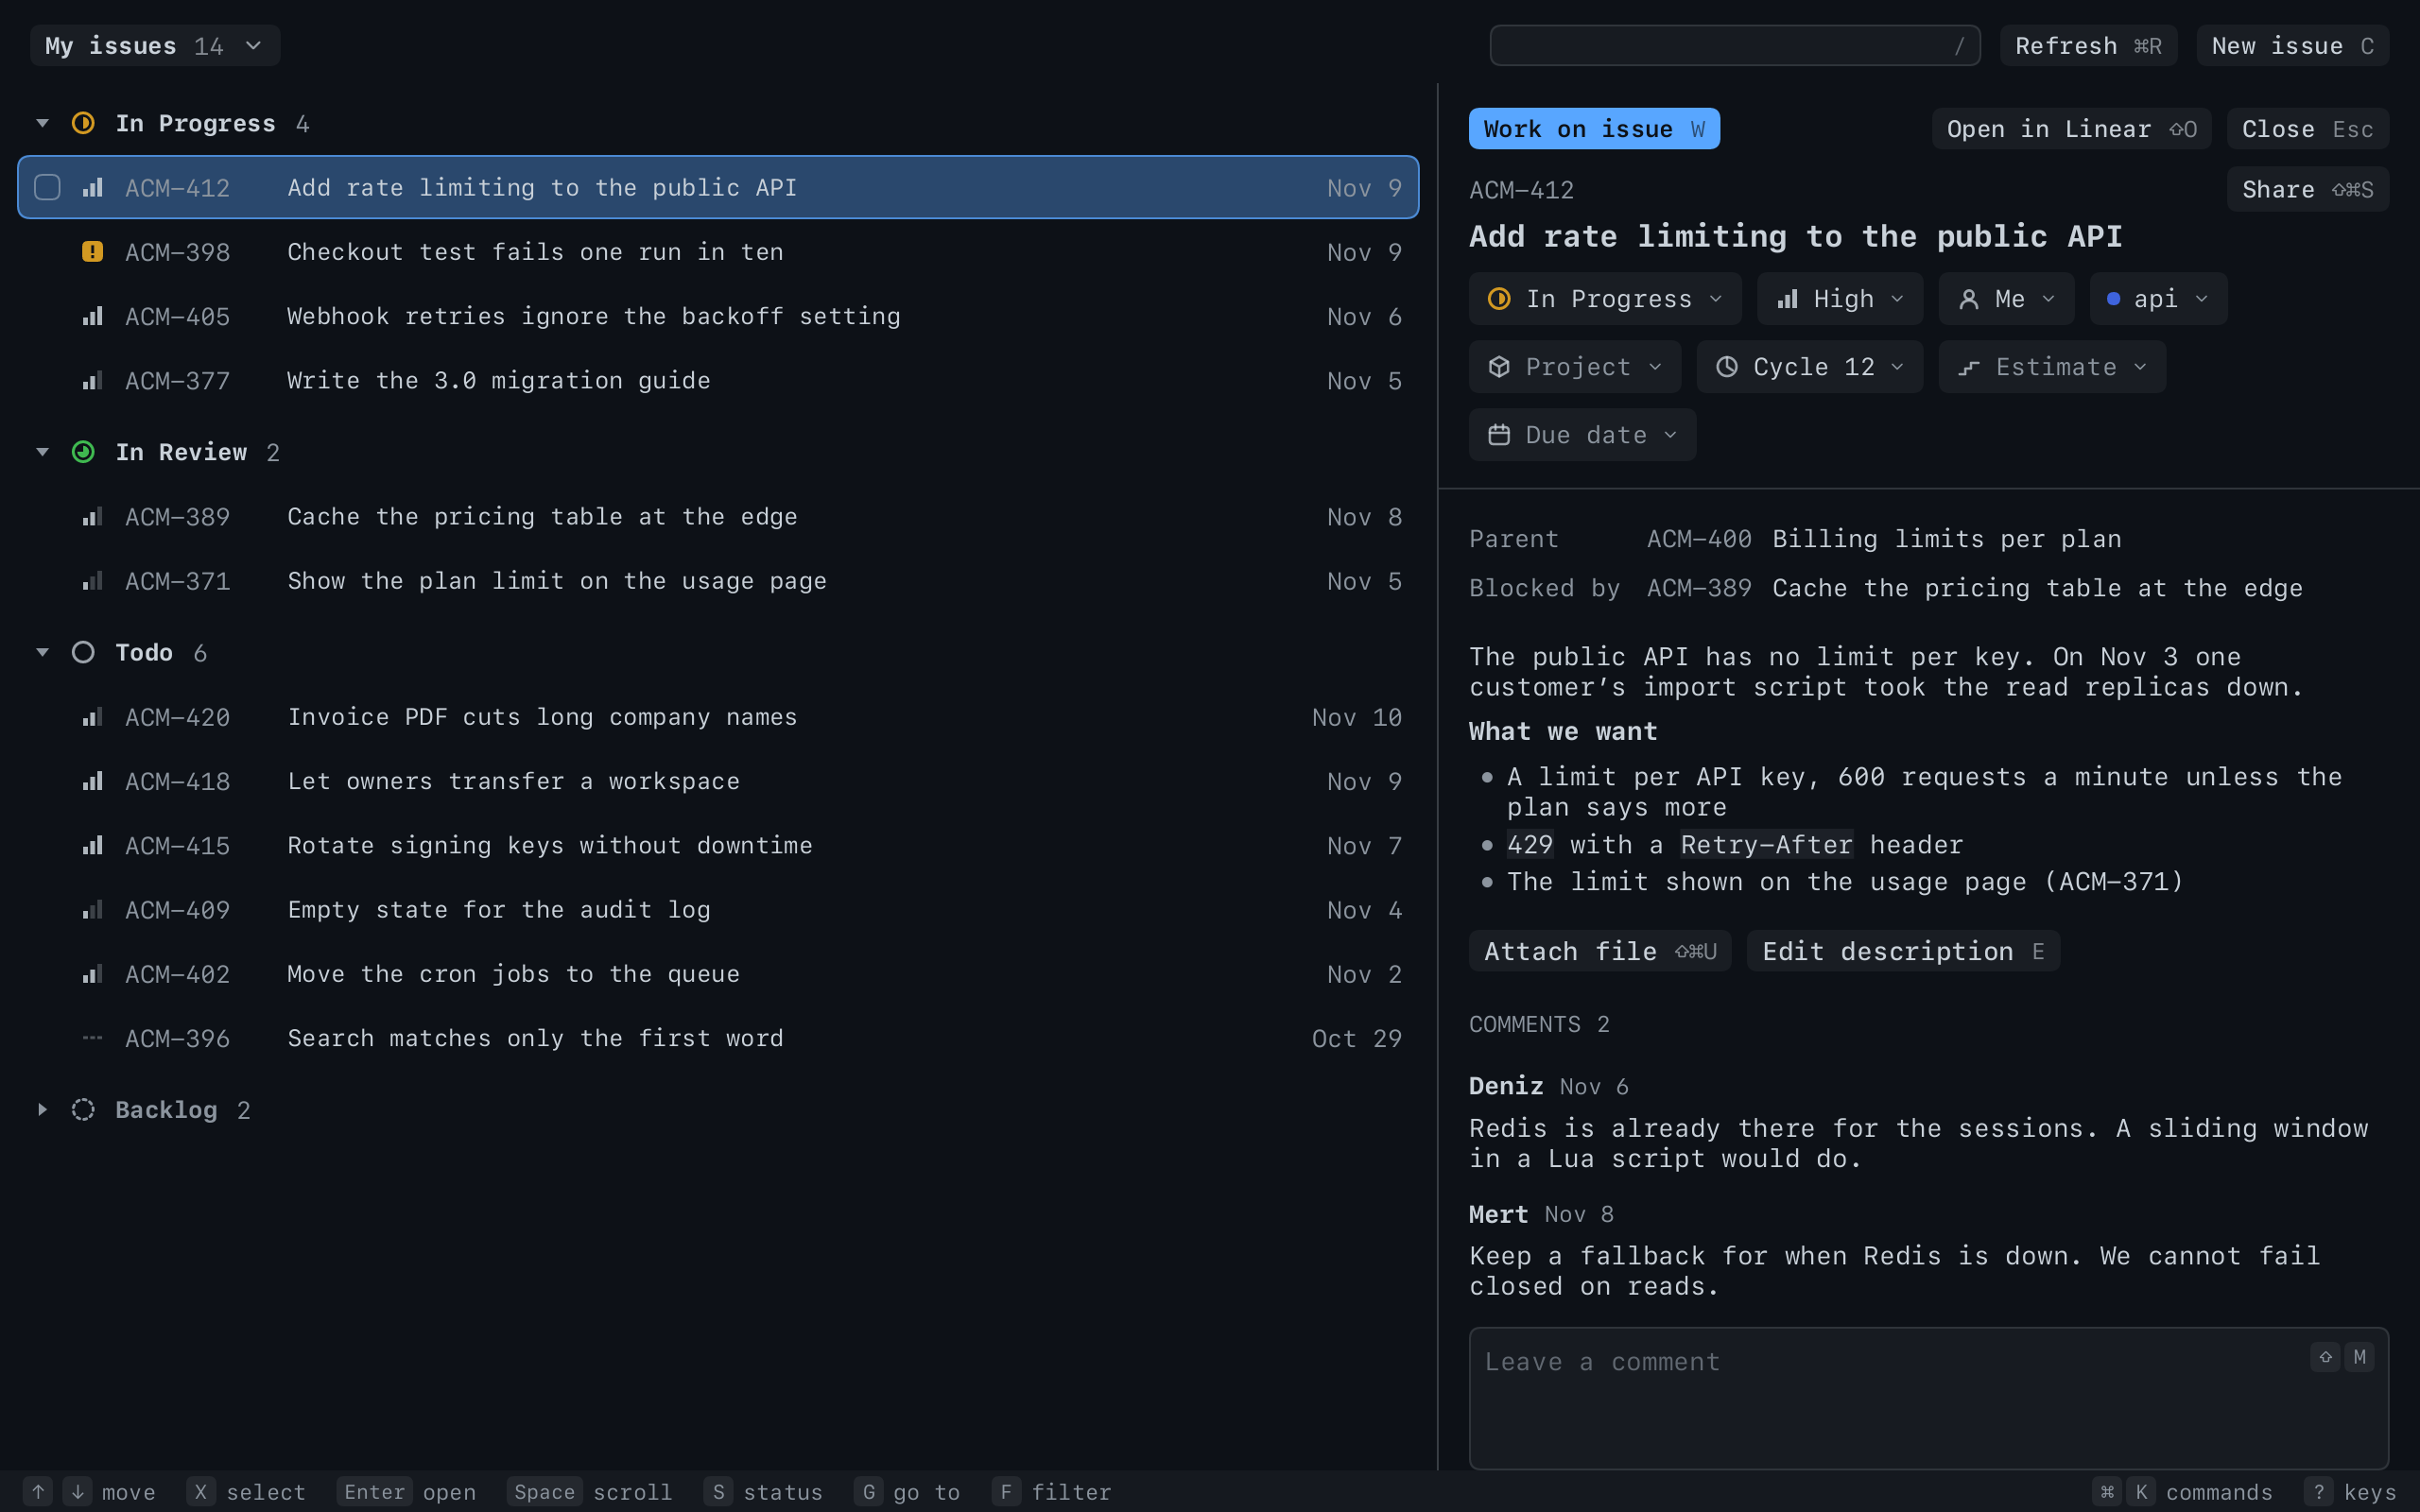 My issues 14
/
Refresh ⌘R
New issue C
In Progress 4
ACM-412 Add rate limiting to the public API Nov 9
ACM-398 Checkout test fails one run in ten Nov 9
ACM-405 Webhook retries ignore the backoff setting Nov 6
ACM-377 Write the 3.0 migration guide Nov 5
In Review 2
ACM-389 Cache the pricing table at the edge Nov 8
ACM-371 Show the plan limit on the usage page Nov 5
Todo 6
ACM-420 Invoice PDF cuts long company names Nov 10
ACM-418 Let owners transfer a workspace Nov 9
ACM-415 Rotate signing keys without downtime Nov 7
ACM-409 Empty state for the audit log Nov 4
ACM-402 Move the cron jobs to the queue Nov 2
ACM-396 Search matches only the first word Oct 29
Backlog 2
Work on issue W
Open in Linear ⇧O
Close Esc
ACM-412
Share ⇧⌘S
Add rate limiting to the public API
In Progress High Me api
Project Cycle 12 Estimate
Due date
Parent ACM-400 Billing limits per plan
Blocked by ACM-389 Cache the pricing table at the edge
The public API has no limit per key. On Nov 3 one
customer’s import script took the read replicas down.
What we want
• A limit per API key, 600 requests a minute unless the
plan says more
• 429 with a Retry-After header
• The limit shown on the usage page (ACM-371)
Attach file ⇧⌘U
Edit description E
COMMENTS 2
Deniz Nov 6
Redis is already there for the sessions. A sliding window
in a Lua script would do.
Mert Nov 8
Keep a fallback for when Redis is down. We cannot fail
closed on reads.
Leave a comment ⇧ M
↑ ↓ move X select Enter open Space scroll S status G go to F filter
⌘ K commands ? keys